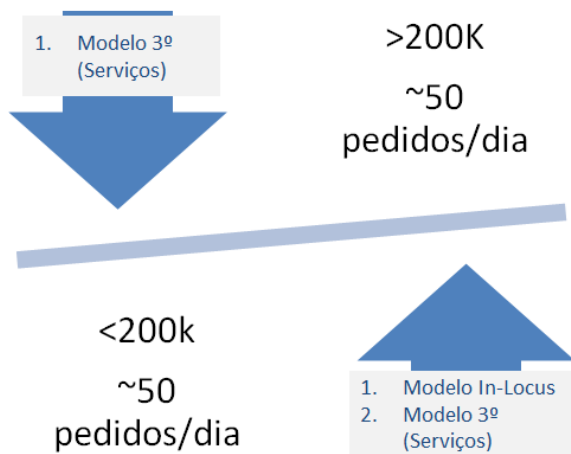 1. Modelo 3º
(Serviços)
>200K
~50
pedidos/dia
<200k
~50
pedidos/dia
1. Modelo In-Locus
2. Modelo 3º
(Serviços)